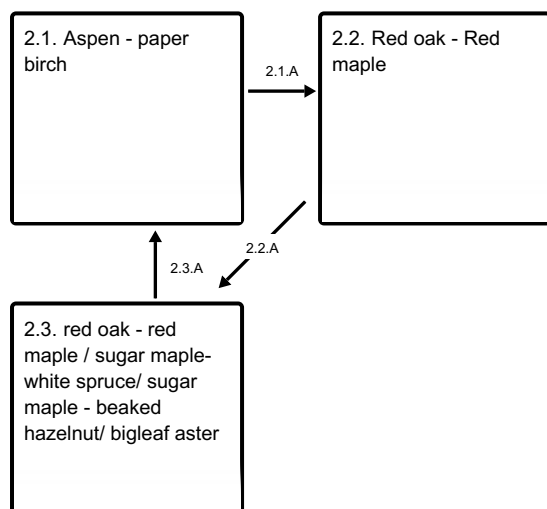 2.1. Aspen - paper
birch
2.1.A
2.2. Red oak - Red
maple
2.2.A
2.3.A
2.3. red oak - red
maple / sugar maple-
white spruce/ sugar
maple - beaked
hazelnut/ bigleaf aster